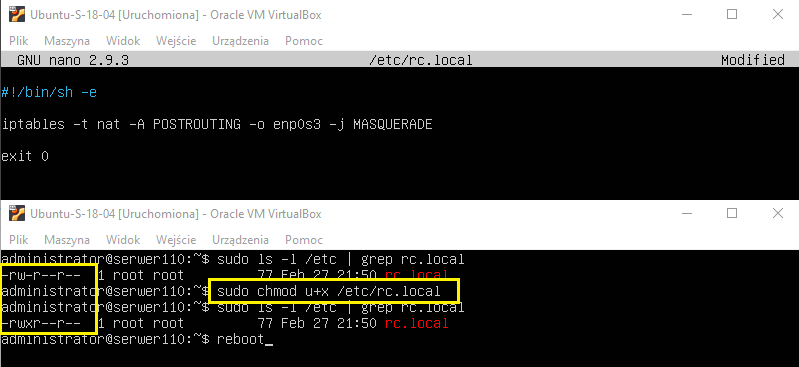 Ubuntu-S-18-04 [Uruchomiona] - Oracle VM VirtualBox
Plik Maszyna Widok Wejście Urządzenia Pomoc
GNU nano 2.9.3 /etc/rc.local Modified
#!/bin/sh -e
iptables -t nat -A POSTROUTING -o enp0s3 -j MASQUERADE
exit 0
Ubuntu-S-18-04 [Uruchomiona] - Oracle VM VirtualBox
Plik Maszyna Widok Wejście Urządzenia Pomoc
administrator@serwer110:~$ sudo ls -l /etc | grep rc.local
-rw-r--r-- 1 root root 77 Feb 27 21:50 rc.local
administrator@serwer110:~$ sudo chmod u+x /etc/rc.local
administrator@serwer110:~$ sudo ls -l /etc | grep rc.local
-rwxr--r-- 1 root root 77 Feb 27 21:50 rc.local
administrator@serwer110:~$ reboot_